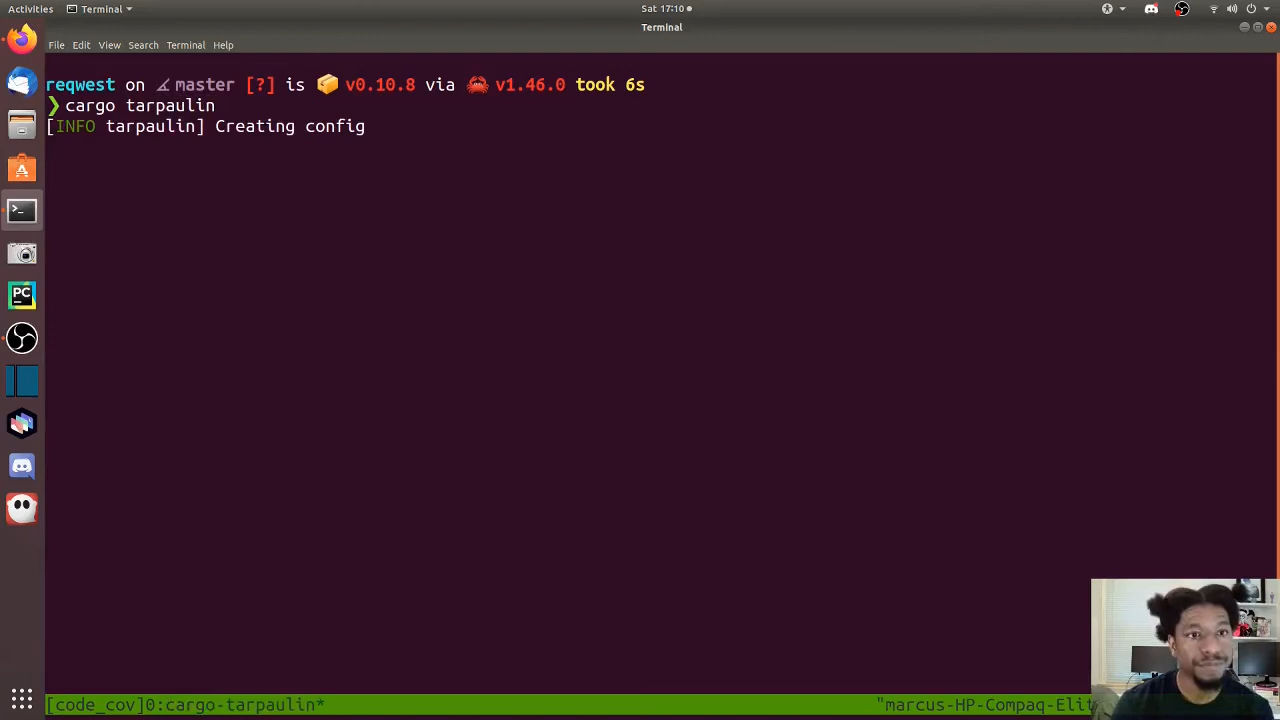 Activities Terminal Sat 17:10
Terminal
File Edit View Search Terminal Help
reqwest on master [?] is 📦 v0.10.8 via 🦀 v1.46.0 took 6s
❯ cargo tarpaulin
[INFO tarpaulin] Creating config
PC
[code_cov]0:cargo-tarpaulin* "marcus-HP-Compaq-Elit